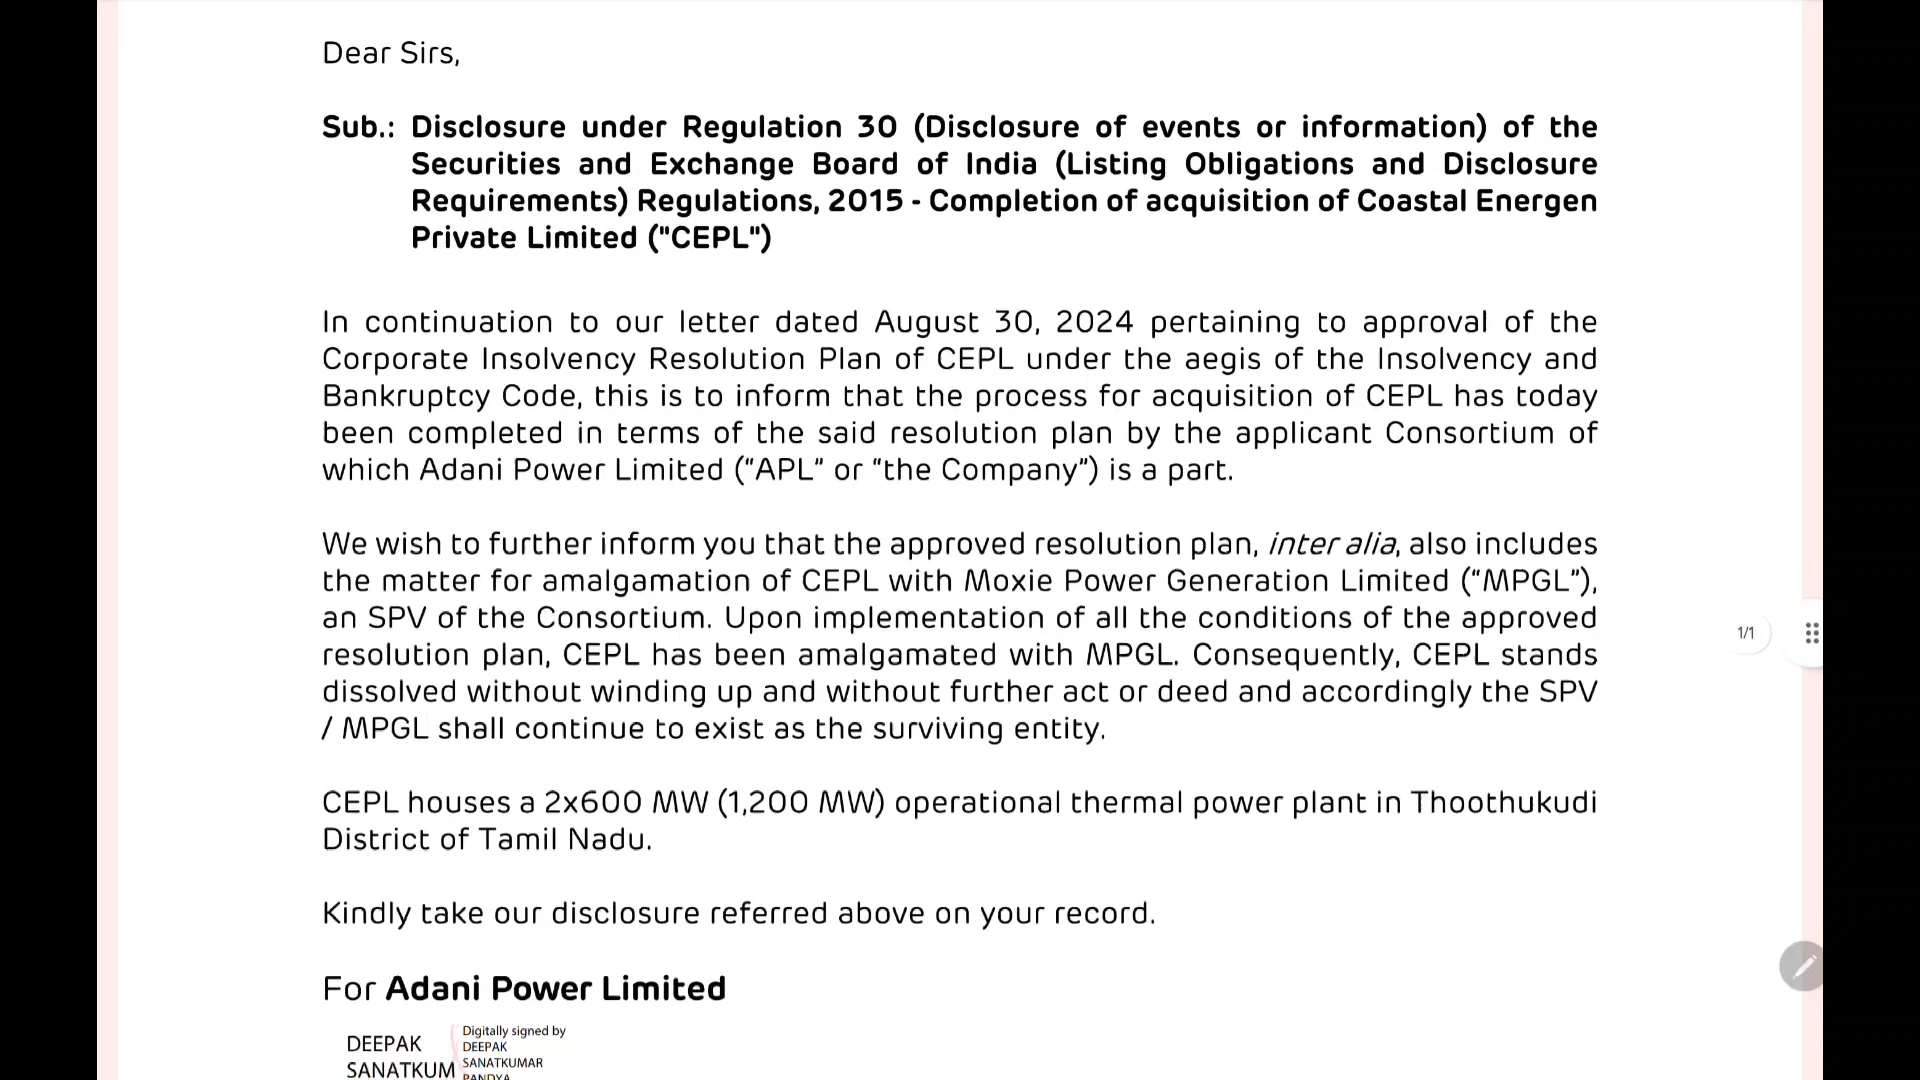 Dear Sirs,
Sub.: Disclosure under Regulation 30 (Disclosure of events or information) of the
Securities and Exchange Board of India (Listing Obligations and Disclosure
Requirements) Regulations, 2015 - Completion of acquisition of Coastal Energen
Private Limited ("CEPL")
In continuation to our letter dated August 30, 2024 pertaining to approval of the
Corporate Insolvency Resolution Plan of CEPL under the aegis of the Insolvency and
Bankruptcy Code, this is to inform that the process for acquisition of CEPL has today
been completed in terms of the said resolution plan by the applicant Consortium of
which Adani Power Limited (“APL” or “the Company”) is a part.
We wish to further inform you that the approved resolution plan, inter alia, also includes
the matter for amalgamation of CEPL with Moxie Power Generation Limited (“MPGL”),
an SPV of the Consortium. Upon implementation of all the conditions of the approved
resolution plan, CEPL has been amalgamated with MPGL. Consequently, CEPL stands
dissolved without winding up and without further act or deed and accordingly the SPV
/ MPGL shall continue to exist as the surviving entity.
1/1
CEPL houses a 2x600 MW (1,200 MW) operational thermal power plant in Thoothukudi
District of Tamil Nadu.
Kindly take our disclosure referred above on your record.
For Adani Power Limited
DEEPAK
SANATKUM
Digitally signed by
DEEPAK
SANATKUMAR
PANDYA